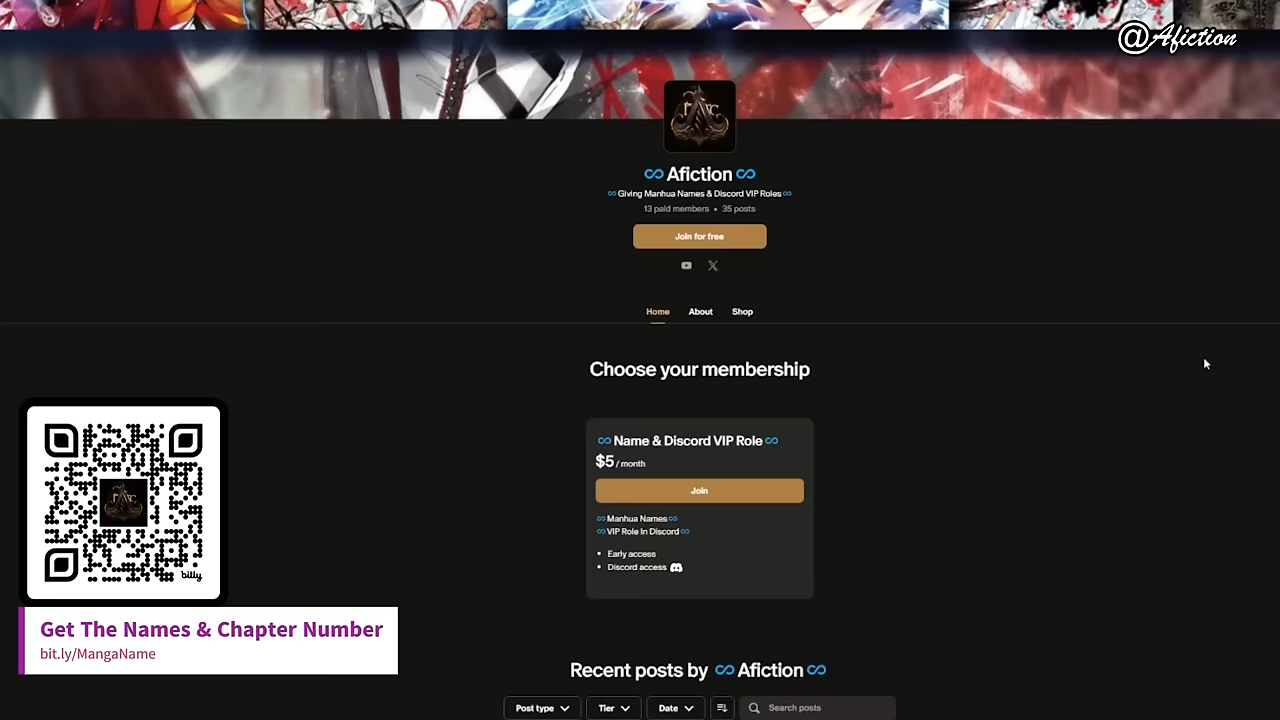 @Afiction
Afiction
Giving Manhua Names & Discord VIP Roles
13 paid members • 35 posts
Join for free
Home About Shop
Choose your membership
Name & Discord VIP Role
$5 / month
Join
Manhua Names
VIP Role In Discord
• Early access
• Discord access
bitly
Get The Names & Chapter Number
bit.ly/MangaName
Recent posts by Afiction
Post type Tier Date Search posts